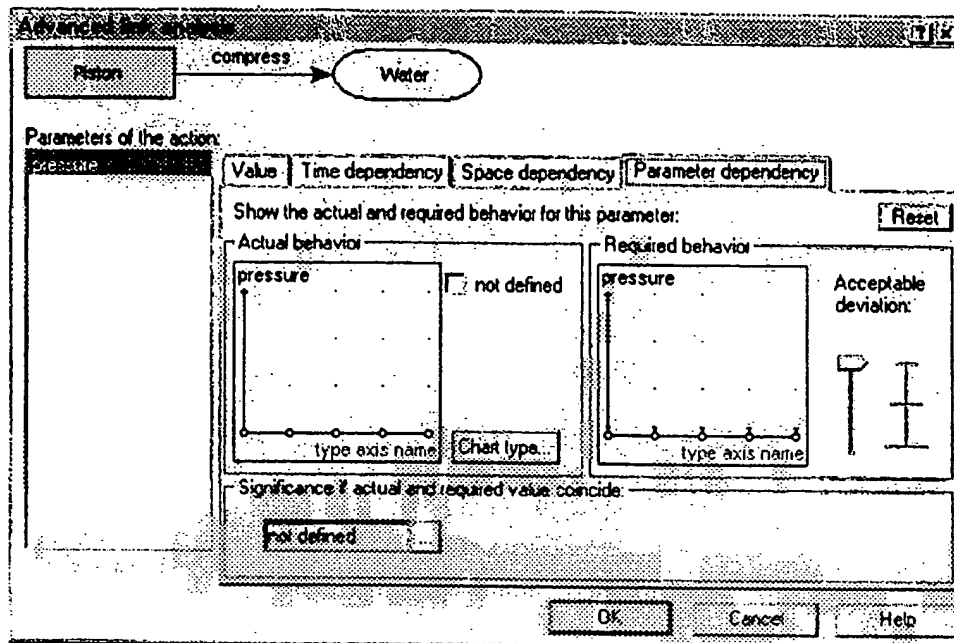 Advanced link analysis
Piston
compress
Water
Parameters of the action:
pressure
Value
Time dependency
Space dependency
Parameter dependency
Show the actual and required behavior for this parameter:
Reset
Actual behavior
pressure
not defined
type axis name
Chart type...
Required behavior
pressure
Acceptable
deviation:
type axis name
Significance if actual and required value coincide:
not defined
...
OK
Cancel
Help